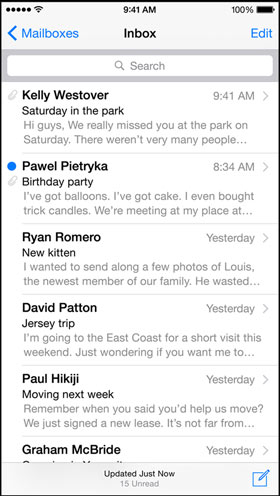 9:41 AM 100%
Mailboxes Inbox Edit
Search
Kelly Westover 9:41 AM
Saturday in the park
Hi guys, We really missed you at the park on
Saturday. There weren't very many people…
Pawel Pietryka 8:34 AM
Birthday party
I've got balloons. I've got cake. I even bought
trick candles. We're meeting at my place at…
Ryan Romero Yesterday
New kitten
I wanted to send along a few photos of Louis,
the newest member of our family. He wasted…
David Patton Yesterday
Jersey trip
I'm going to the East Coast for a short visit this
weekend. Just wondering if you want me to…
Paul Hikiji Yesterday
Moving next week
Remember when you said you'd help us move?
We just signed a new lease. It's not far from…
Graham McBride Yesterday
Updated Just Now
15 Unread